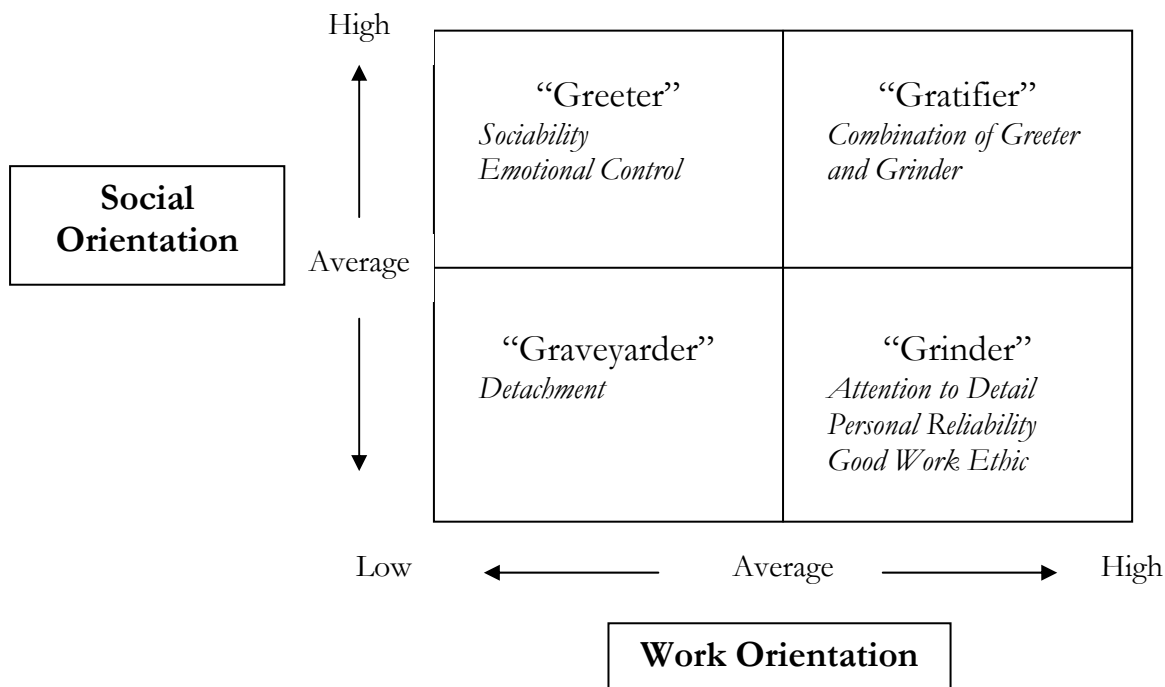 High
“Greeter”
Sociability
Emotional Control
“Gratifier”
Combination of Greeter
and Grinder
Social
Orientation
Average
“Graveyarder”
Detachment
“Grinder”
Attention to Detail
Personal Reliability
Good Work Ethic
Low
Average
High
Work Orientation